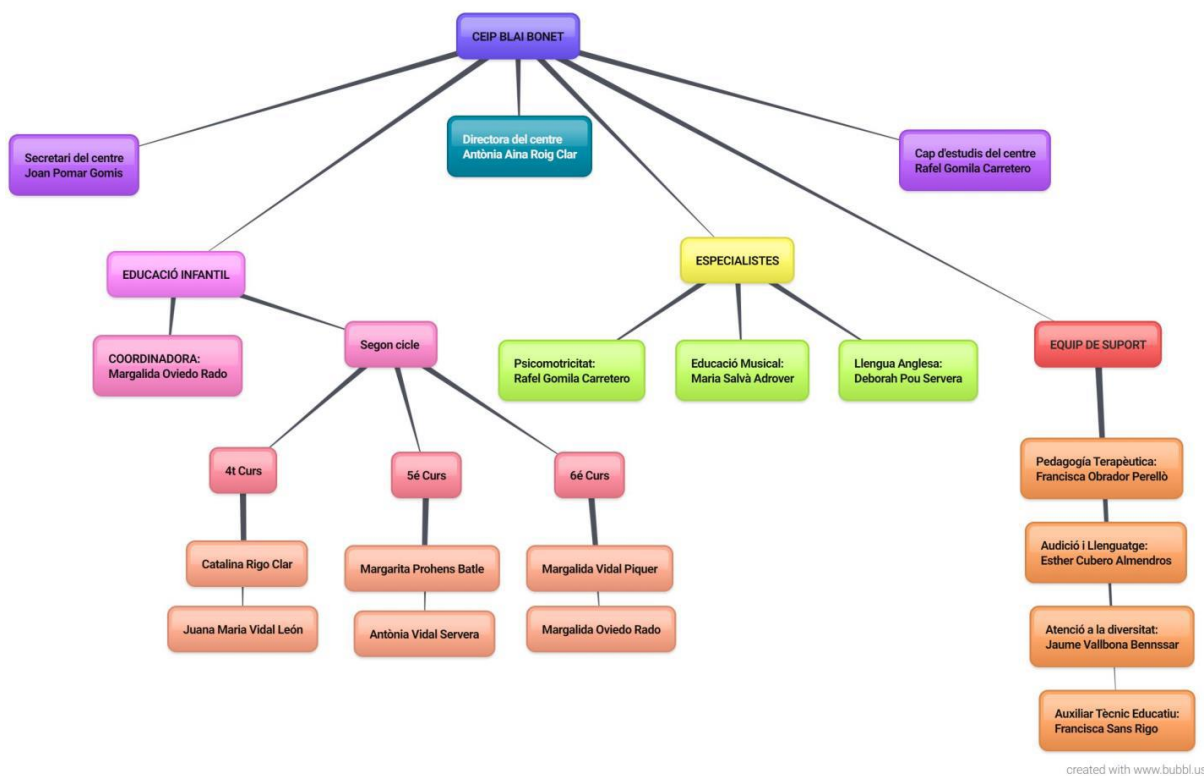 CEIP BLAI BONET
Secretari del centre
Joan Pomar Gomis
Directora del centre
Antònia Aina Roig Clar
Cap d'estudis del centre
Rafel Gomila Carretero
EDUCACIÓ INFANTIL
ESPECIALISTES
COORDINADORA:
Margalida Oviedo Rado
Segon cicle
Psicomotricitat:
Rafel Gomila Carretero
Educació Musical:
Maria Salvà Adrover
Llengua Anglesa:
Deborah Pou Servera
EQUIP DE SUPORT
4t Curs
5é Curs
6é Curs
Pedagogía Terapèutica:
Francisca Obrador Perellò
Catalina Rigo Clar
Margarita Prohens Batle
Margalida Vidal Piquer
Audició i Llenguatge:
Esther Cubero Almendros
Juana Maria Vidal León
Antònia Vidal Servera
Margalida Oviedo Rado
Atenció a la diversitat:
Jaume Vallbona Bennssar
Auxiliar Tècnic Educatiu:
Francisca Sans Rigo
created with www.bubbl.us